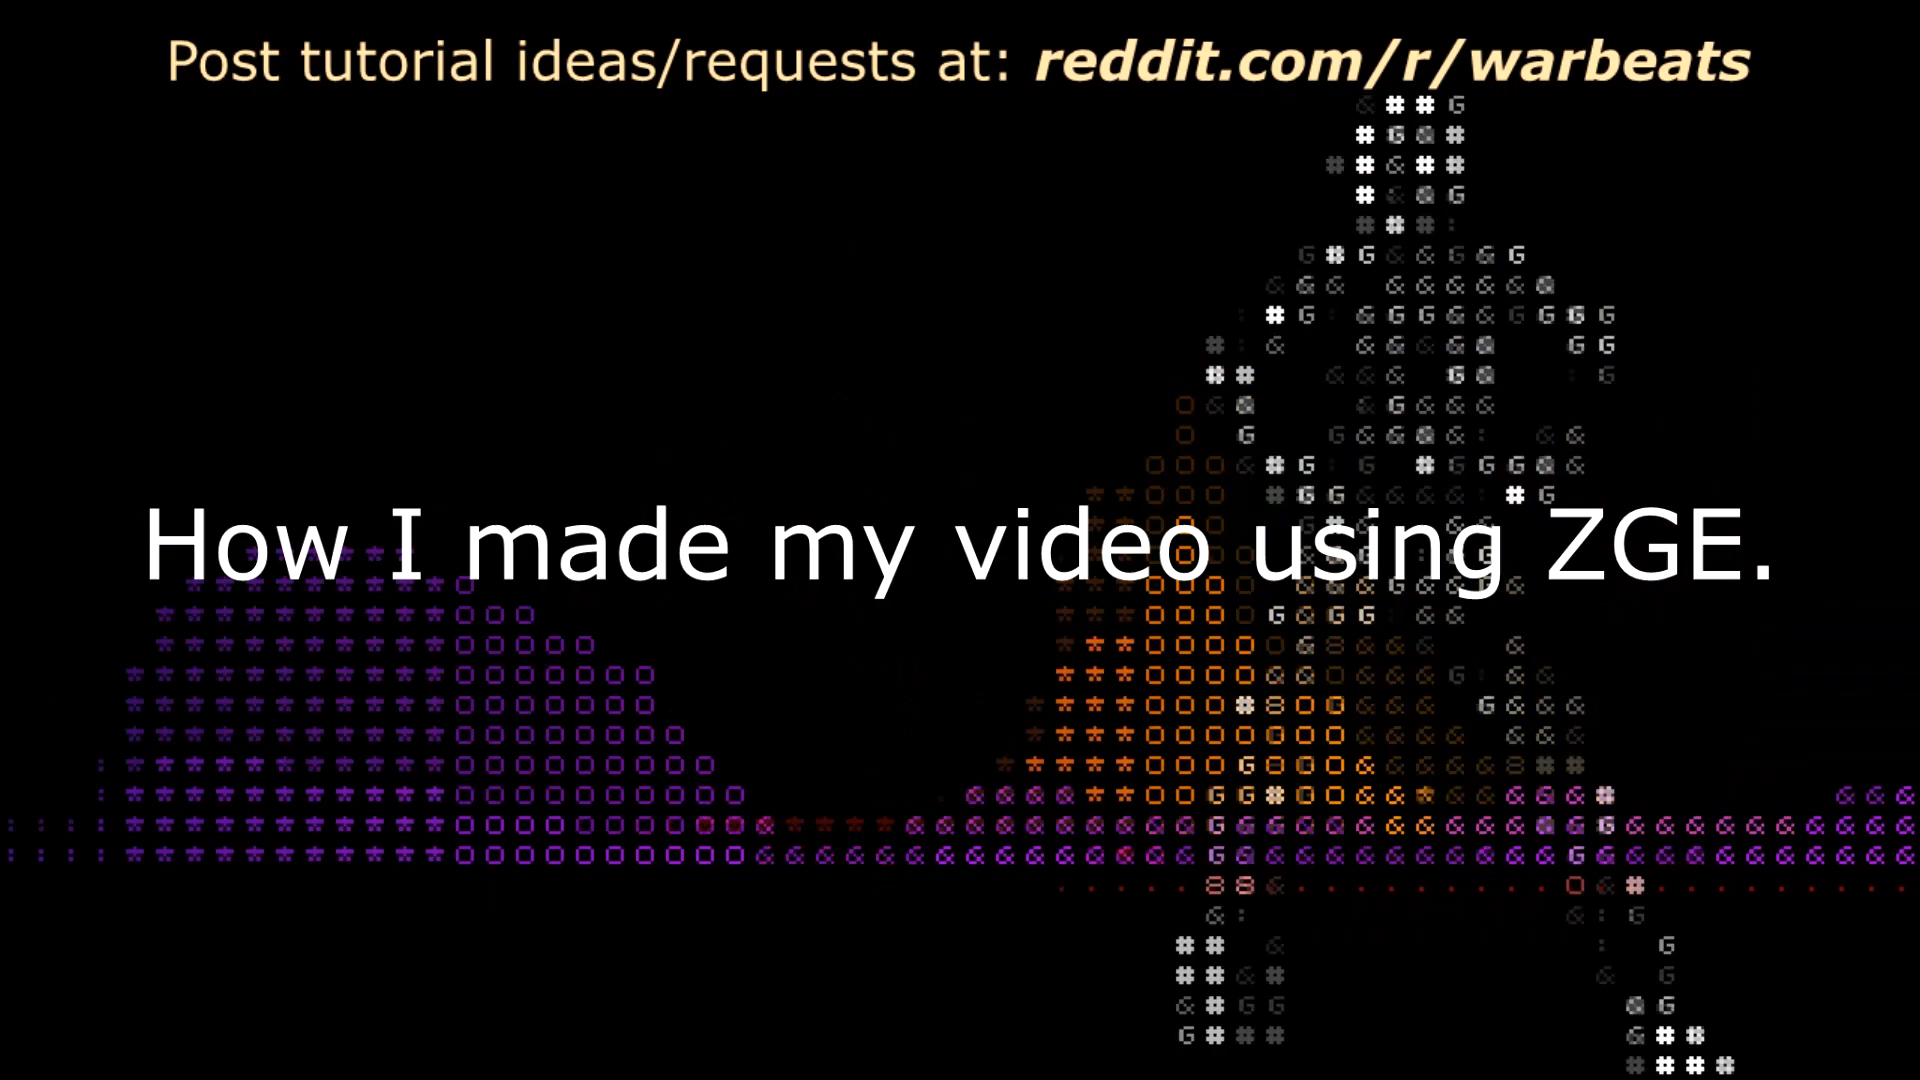 Post tutorial ideas/requests at: reddit.com/r/warbeats
How I made my video using ZGE.